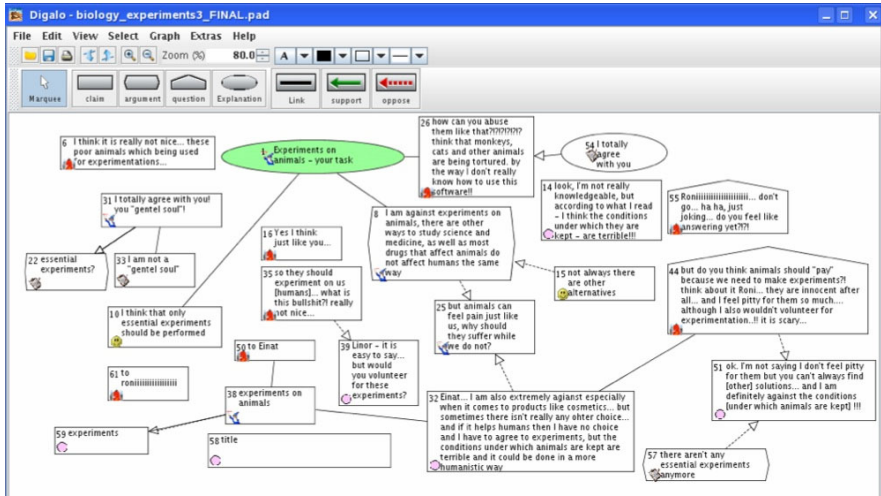 Digalo - biology_experiments3_FINAL.pad
File Edit View Select Graph Extras Help
Zoom (%) 80.0 A
Marquee claim argument question Explanation Link support oppose
6 I think it is really not nice... these
poor animals which being used
for experimentations...
Experiments on
animals - your task
26 how can you abuse
them like that?!?!?!?!?!?
think that monkeys,
cats and other animals
are being tortured. by
the way I don't really
know how to use this
software!!
54 I totally
agree
with you
31 I totally agree with you!
you "gentel soul"!
22 essential
experiments?
33 I am not a
"gentel soul"
16 Yes I think
just like you...
8 I am against experiments on
animals, there are other
ways to study science and
medicine, as well as most
drugs that affect animals do
not affect humans the same
way
14 look, I'm not really
knowledgeable, but
according to what I read
- I think the conditions
under which they are
kept - are terrible!!!
55 Roniiiiiiiiiiiiiiiiiiiiiii... don't
go... ha ha, just
joking... do you feel like
answering yet?!?!
35 so they should
experiment on us
[humans]... what is
this bullshit?! really
not nice...
15 not always there
are other
alternatives
44 but do you think animals should "pay"
because we need to make experiments?!
think about it Roni... they are innocent after
all... and I feel pitty for them so much....
although I also wouldn't volunteer for
experimentation..!! it is scary...
10 I think that only
essential experiments
should be performed
25 but animals can
feel pain just like
us, why should
they suffer while
we do not?
50 to Einat
39 Linor - it is
easy to say...
but would
you volunteer
for these
experiments?
61 to
roniiiiiiiiiiiiiiiii
38 experiments on
animals
32 Einat... I am also extremely agianst especially
when it comes to products like cosmetics... but
sometimes there isn't really any ohter choice...
and if it helps humans then I have no choice
and I have to agree to experiments, but the
conditions under which animals are kept are
terrible and it could be done in a more
humanistic way
51 ok. I'm not saying I don't feel pitty
for them but you can't always find
[other] solutions... and I am
definitely against the conditions
[under which animals are kept] !!!
59 experiments
58 title
57 there aren't any
essential experiments
anymore